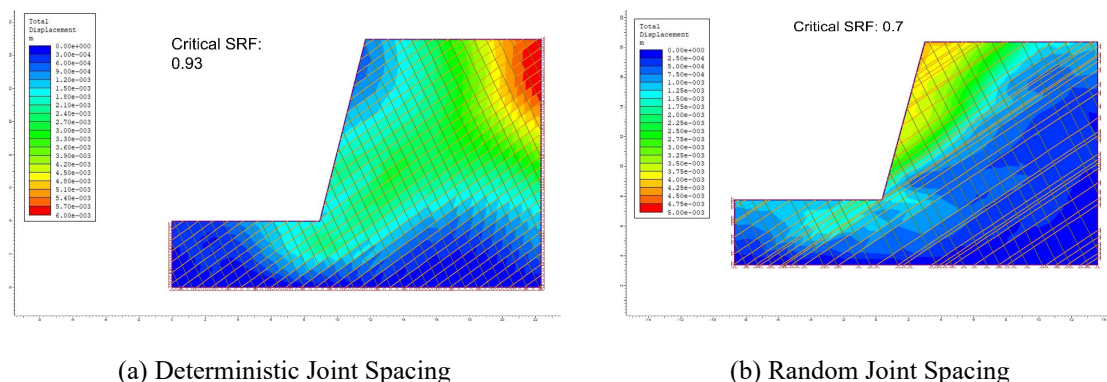 Total
Displacement
m
0.00e+000
3.00e-004
6.00e-004
9.00e-004
1.20e-003
1.50e-003
1.80e-003
2.10e-003
2.40e-003
2.70e-003
3.00e-003
3.30e-003
3.60e-003
3.90e-003
4.20e-003
4.50e-003
4.80e-003
5.10e-003
5.40e-003
5.70e-003
6.00e-003
Critical SRF:
0.93
Total
Displacement
m
0.00e+000
2.50e-004
5.00e-004
7.50e-004
1.00e-003
1.25e-003
1.50e-003
1.75e-003
2.00e-003
2.25e-003
2.50e-003
2.75e-003
3.00e-003
3.25e-003
3.50e-003
3.75e-003
4.00e-003
4.25e-003
4.50e-003
4.75e-003
5.00e-003
Critical SRF: 0.7
(a) Deterministic Joint Spacing
(b) Random Joint Spacing